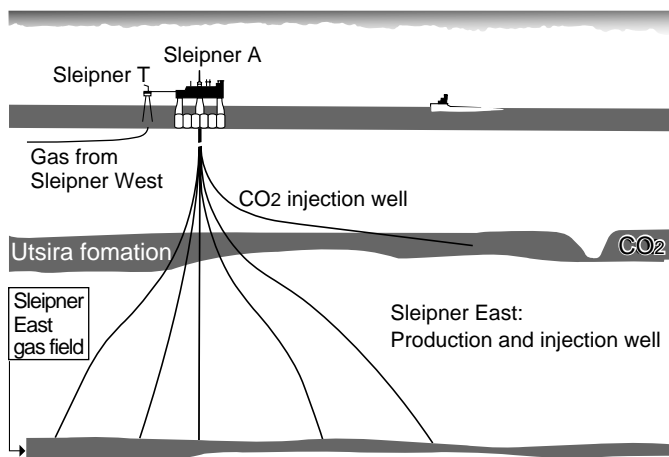 Sleipner A
Sleipner T
Gas from
Sleipner West
CO2 injection well
Utsira fomation
CO2
Sleipner
East
gas field
Sleipner East:
Production and injection well